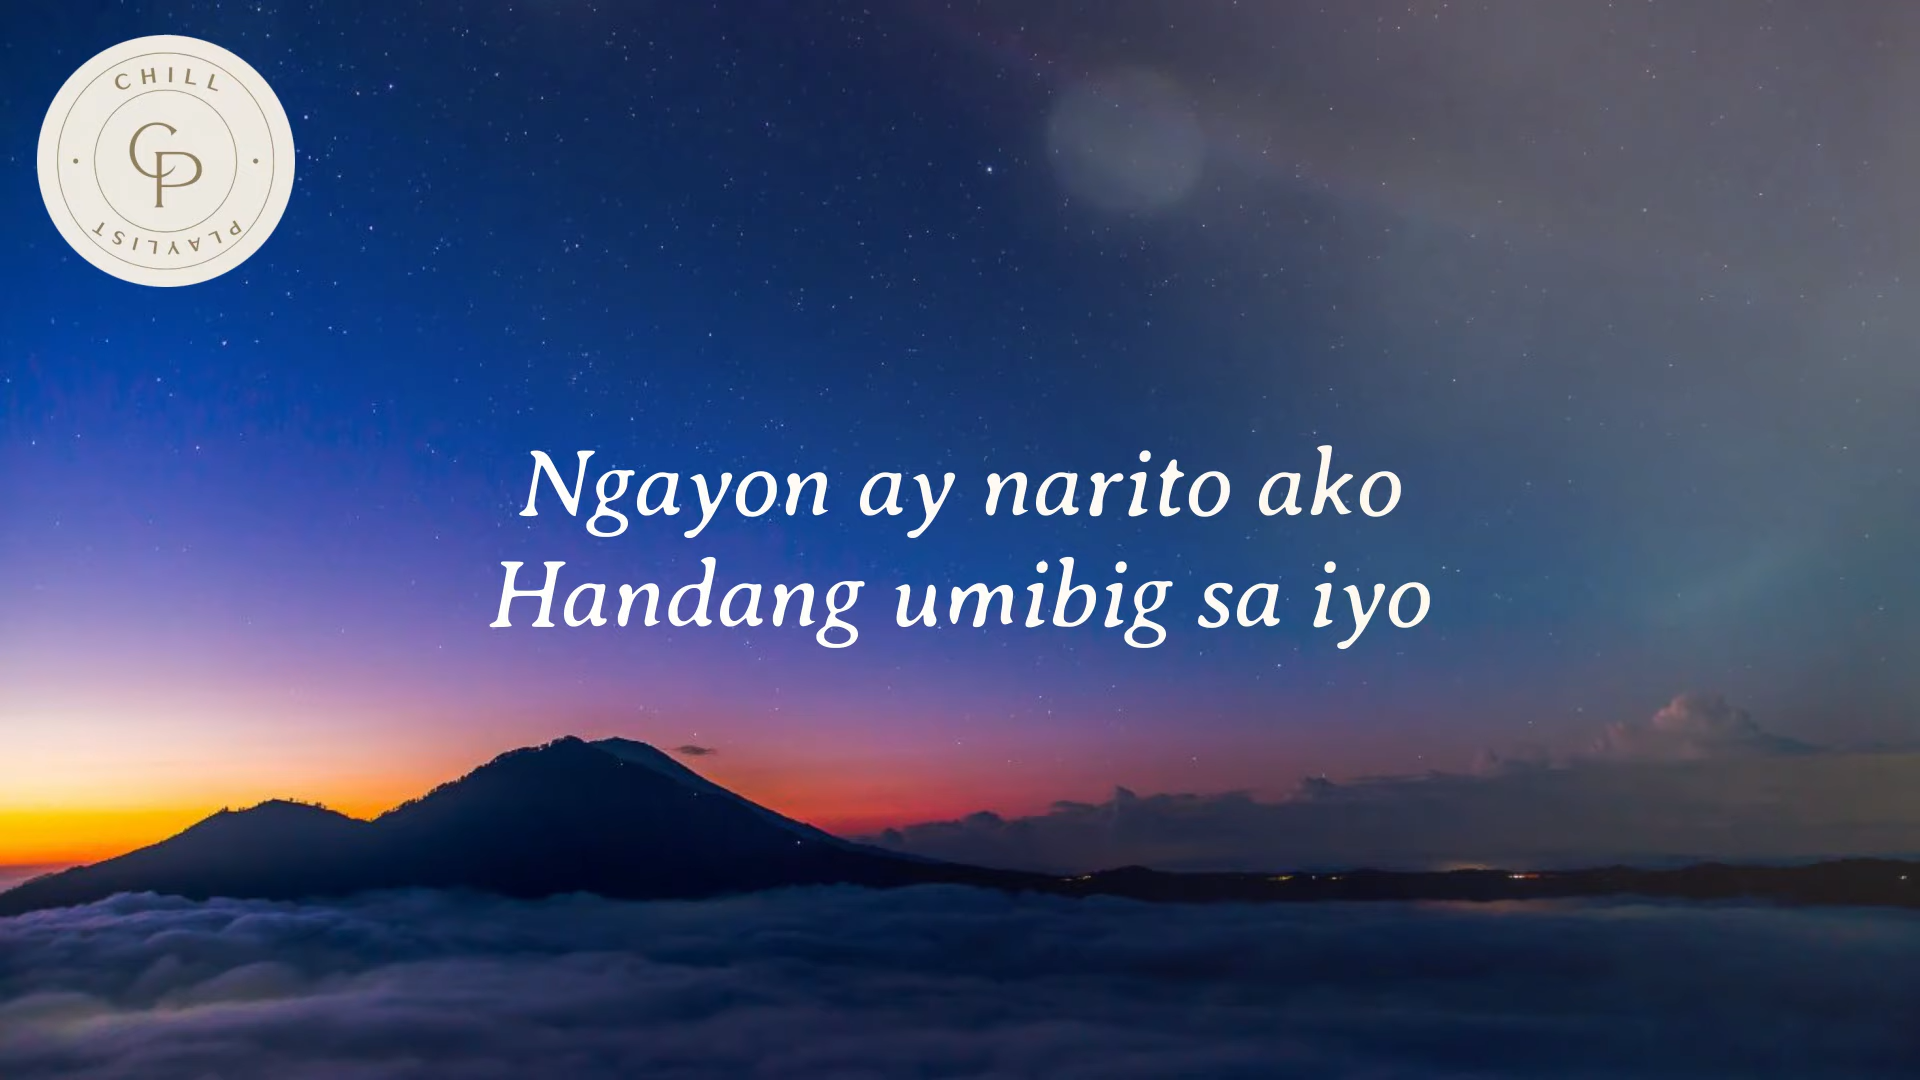 CHILL
CP
PLAYLIST
Ngayon ay narito ako
Handang umibig sa iyo